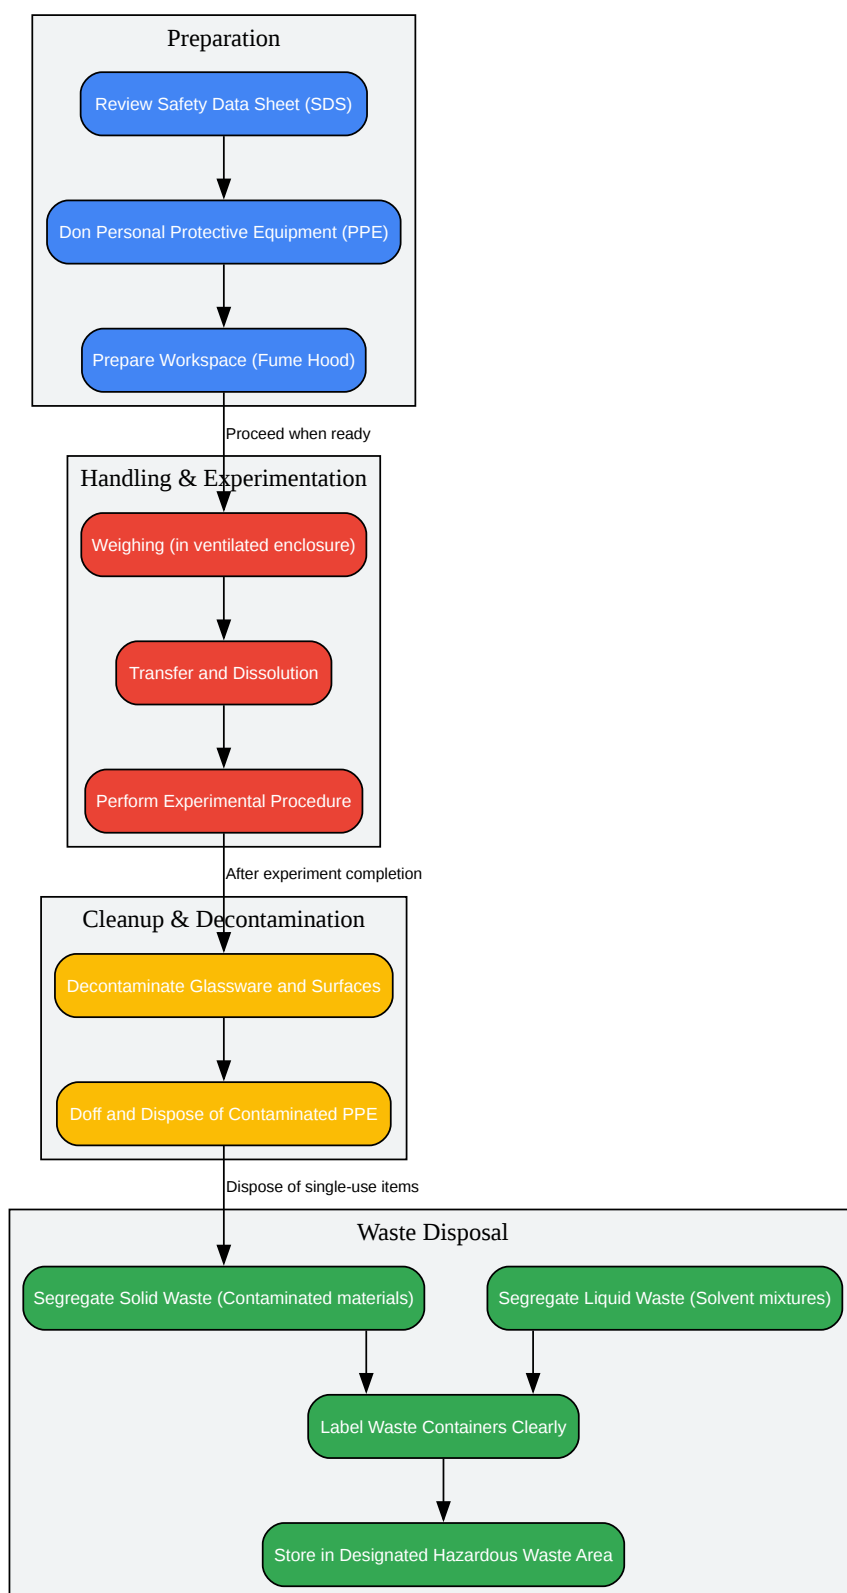 Preparation
Review Safety Data Sheet (SDS)
Don Personal Protective Equipment (PPE)
Prepare Workspace (Fume Hood)
Proceed when ready
Handling & Experimentation
Weighing (in ventilated enclosure)
Transfer and Dissolution
Perform Experimental Procedure
After experiment completion
Cleanup & Decontamination
Decontaminate Glassware and Surfaces
Doff and Dispose of Contaminated PPE
Dispose of single-use items
Waste Disposal
Segregate Solid Waste (Contaminated materials)
Segregate Liquid Waste (Solvent mixtures)
Label Waste Containers Clearly
Store in Designated Hazardous Waste Area